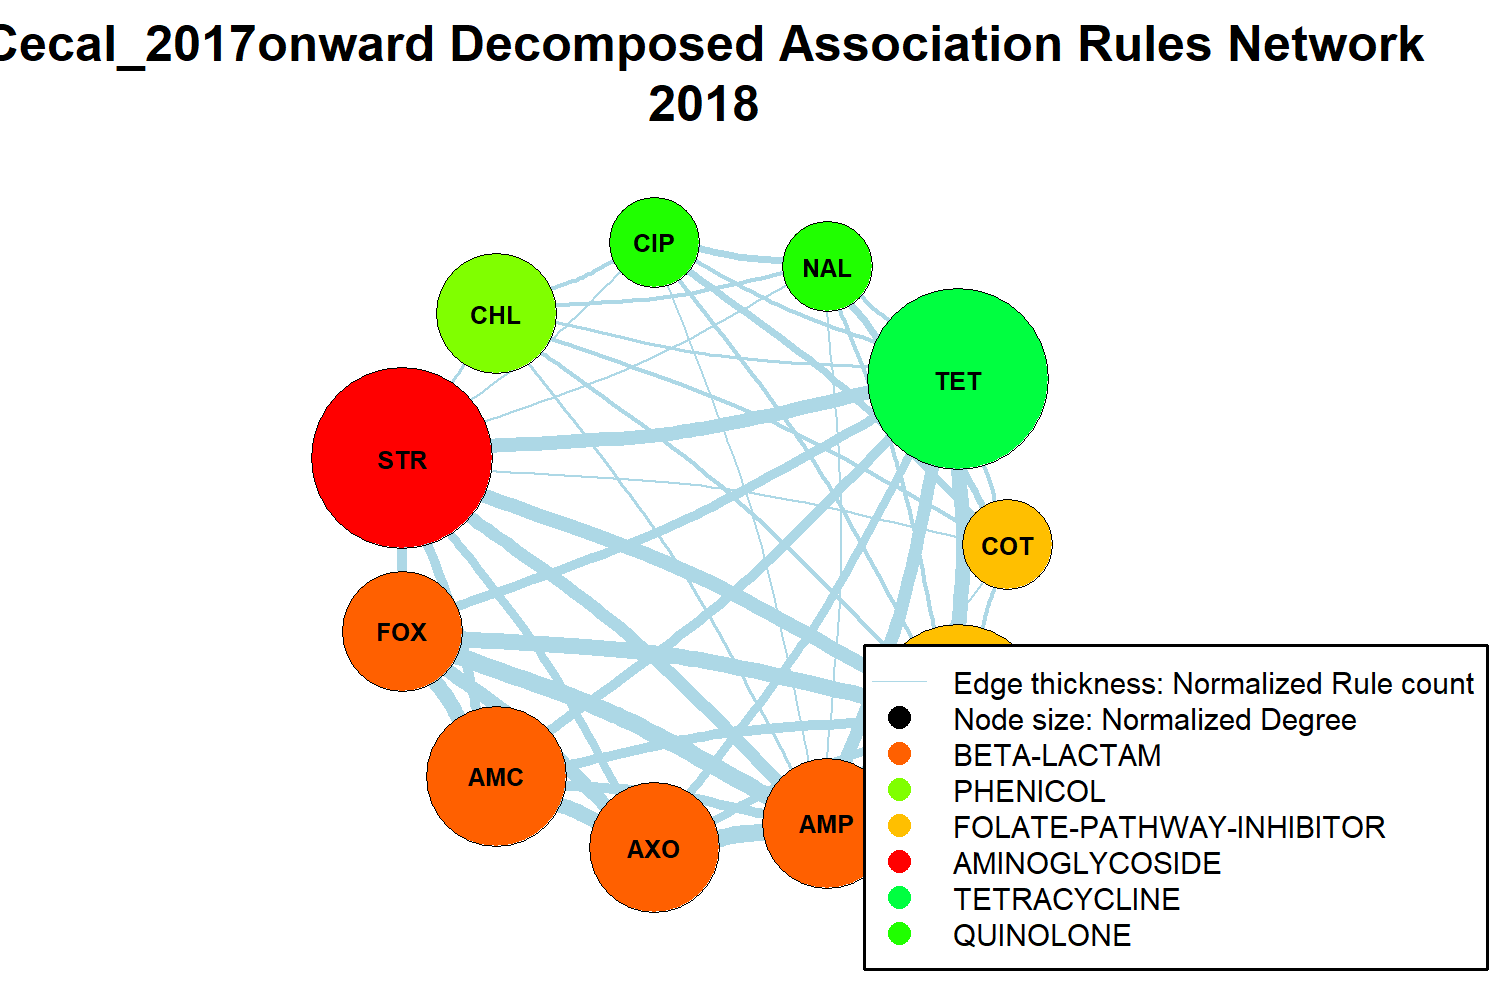 Cecal_2017onward Decomposed Association Rules Network
2018
CIP
NAL
CHL
TET
STR
COT
FOX
AMC
AXO
AMP
Edge thickness: Normalized Rule count
Node size: Normalized Degree
BETA-LACTAM
PHENICOL
FOLATE-PATHWAY-INHIBITOR
AMINOGLYCOSIDE
TETRACYCLINE
QUINOLONE